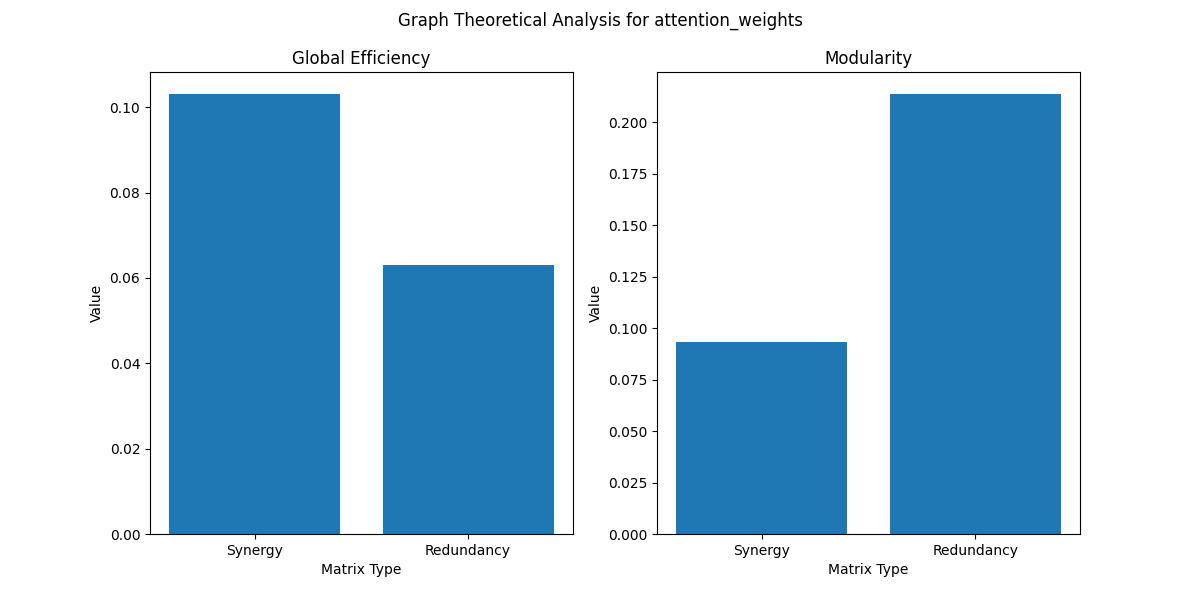 Graph Theoretical Analysis for attention_weights
Global Efficiency
0.10
0.08
0.06
0.04
0.02
0.00
Value
Synergy
Redundancy
Matrix Type
Modularity
0.200
0.175
0.150
0.125
0.100
0.075
0.050
0.025
0.000
Value
Synergy
Redundancy
Matrix Type